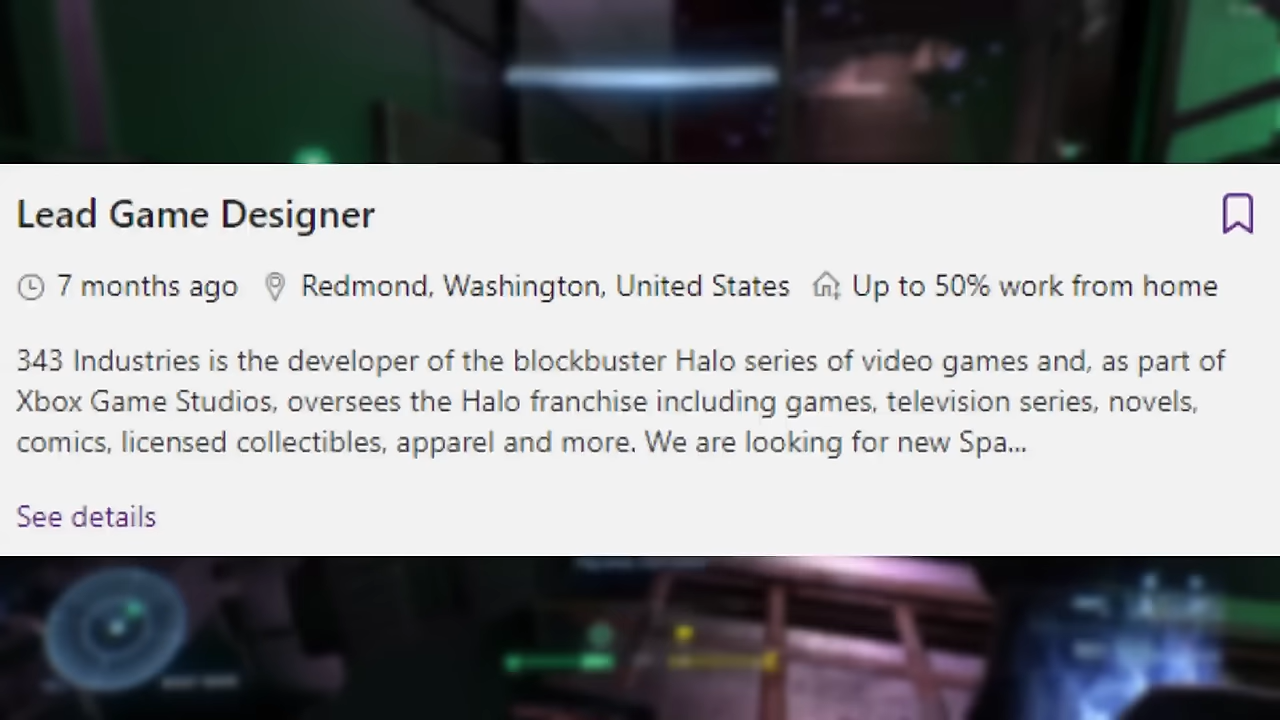 Lead Game Designer
7 months ago Redmond, Washington, United States Up to 50% work from home
343 Industries is the developer of the blockbuster Halo series of video games and, as part of
Xbox Game Studios, oversees the Halo franchise including games, television series, novels,
comics, licensed collectibles, apparel and more. We are looking for new Spa...
See details